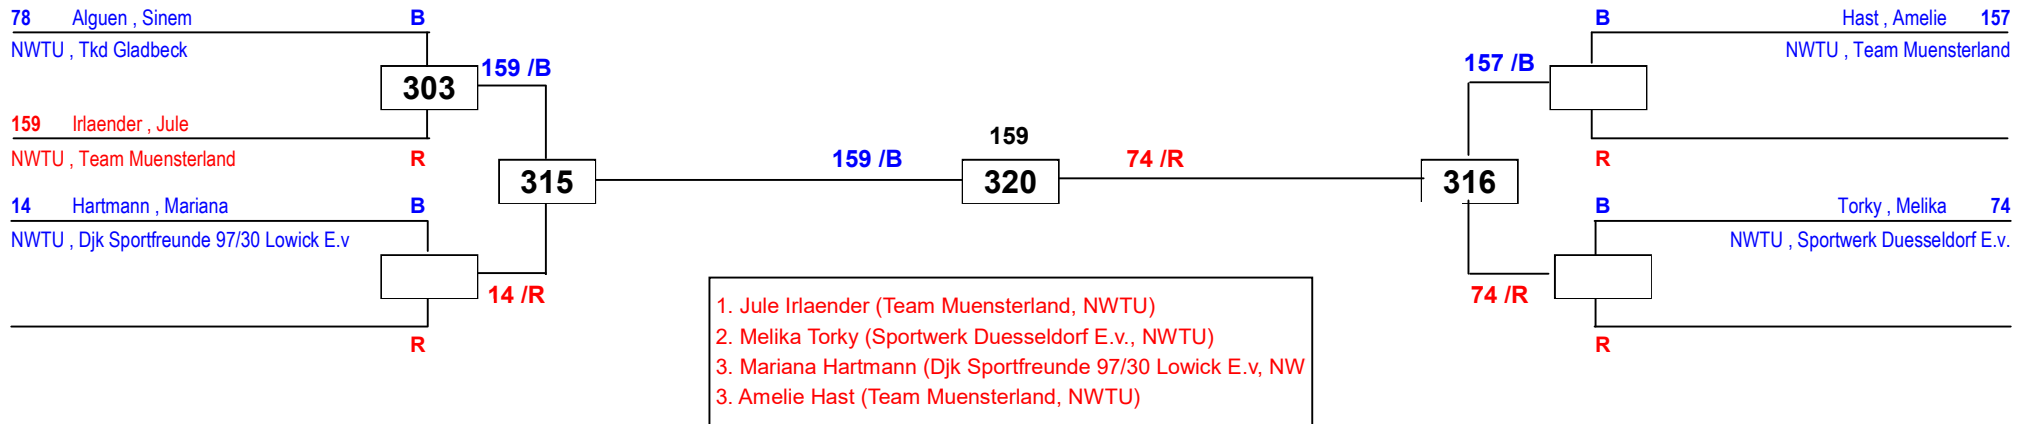 78 Alguen , Sinem B
NWTU , Tkd Gladbeck
303
159 /B
159 Irlaender , Jule
NWTU , Team Muensterland R
315
14 Hartmann , Mariana B
NWTU , Djk Sportfreunde 97/30 Lowick E.v
14 /R
R
159 /B
159
320
74 /R
B Hast , Amelie 157
NWTU , Team Muensterland
157 /B
R
316
B Torky , Melika 74
NWTU , Sportwerk Duesseldorf E.v.
74 /R
R
1. Jule Irlaender (Team Muensterland, NWTU)
2. Melika Torky (Sportwerk Duesseldorf E.v., NWTU)
3. Mariana Hartmann (Djk Sportfreunde 97/30 Lowick E.v, NW
3. Amelie Hast (Team Muensterland, NWTU)